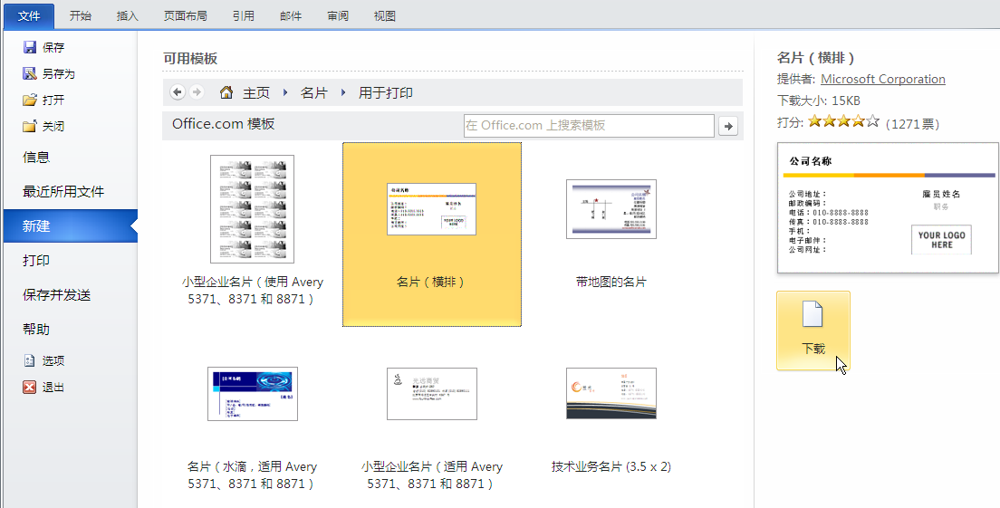 文件 开始 插入 页面布局 引用 邮件 审阅 视图
保存
另存为
打开
关闭
信息
最近所用文件
新建
打印
保存并发送
帮助
选项
退出
可用模板
主页 名片 用于打印
Office.com 模板 在 Office.com 上搜索模板
小型企业名片（使用 Avery
5371、8371 和 8871）
名片（横排）
带地图的名片
名片（水滴，适用 Avery
5371、8371 和 8871）
小型企业名片（适用 Avery
5371、8371 和 8871）
技术业务名片 (3.5 x 2)
名片（横排）
提供者: Microsoft Corporation
下载大小: 15KB
打分: (1271票)
公司名称
公司地址：
邮政编码：
电话：010-8888-8888
传真：010-8888-8888
手机：
电子邮件：
公司网址：
雇员姓名
职务
YOUR LOGO
HERE
下载